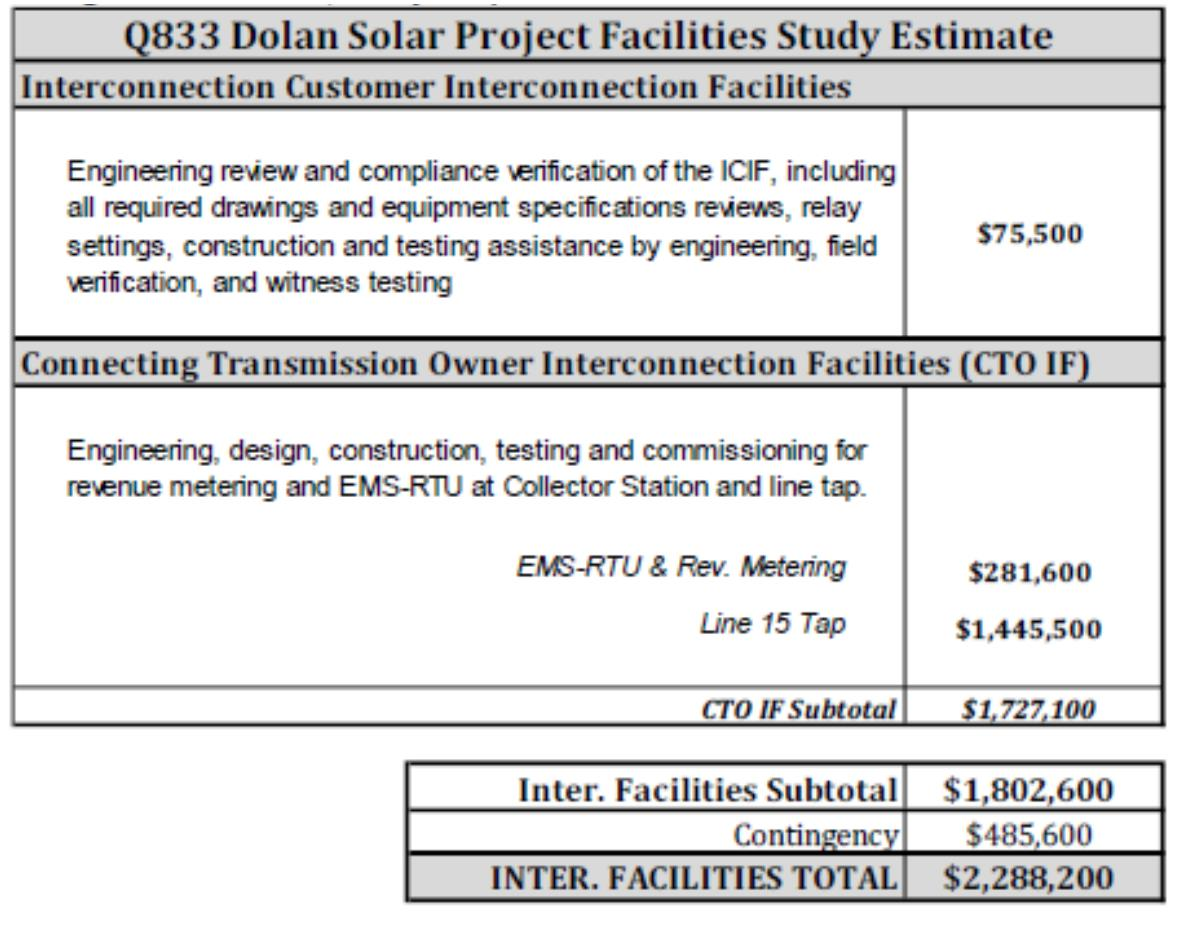 Q833 Dolan Solar Project Facilities Study Estimate
Interconnection Customer Interconnection Facilities
Engineering review and compliance verification of the ICIF, including
all required drawings and equipment specifications reviews, relay
settings, construction and testing assistance by engineering, field
verification, and witness testing
$75,500
Connecting Transmission Owner Interconnection Facilities (CTO IF)
Engineering, design, construction, testing and commissioning for
revenue metering and EMS-RTU at Collector Station and line tap.
EMS-RTU & Rev. Metering $281,600
Line 15 Tap $1,445,500
CTO IF Subtotal $1,727,100
Inter. Facilities Subtotal $1,802,600
Contingency $485,600
INTER. FACILITIES TOTAL $2,288,200